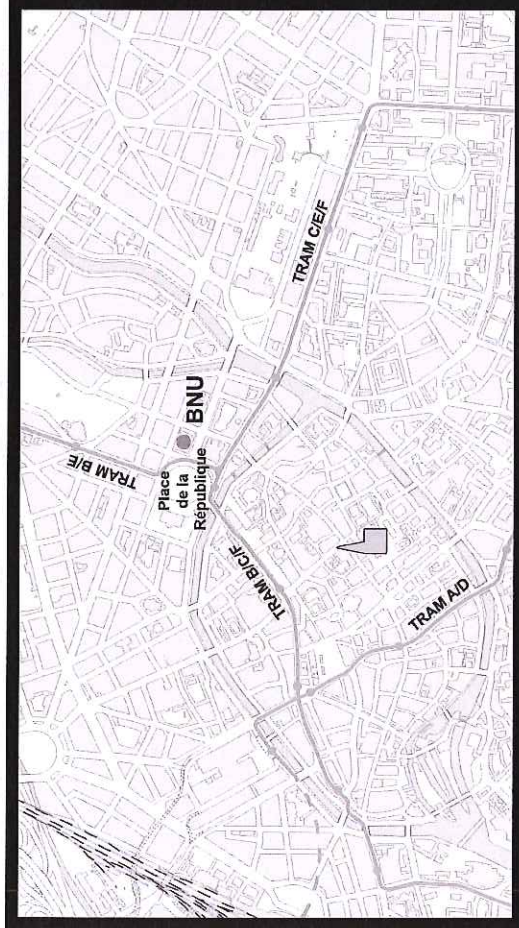 TRAM B/E
Place
de la
République
BNU
TRAM C/E/F
TRAM B/C/F
TRAM A/D